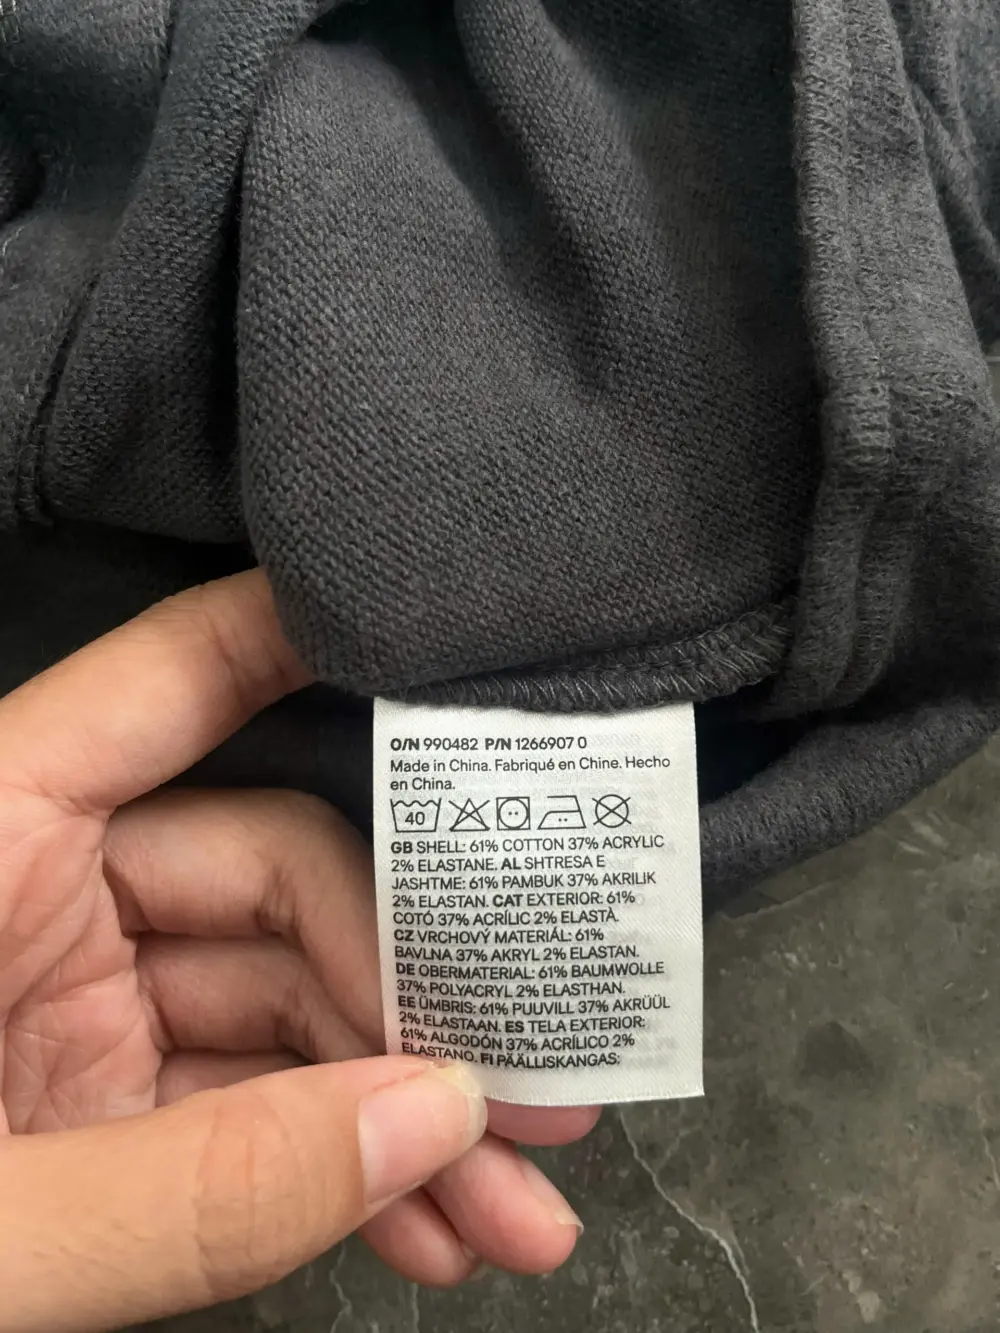 O/N 990482 P/N 1266907 0
Made in China. Fabriqué en Chine. Hecho
en China.
40
GB SHELL: 61% COTTON 37% ACRYLIC
2% ELASTANE. AL SHTRESA E
JASHTME: 61% PAMBUK 37% AKRILIK
2% ELASTAN. CAT EXTERIOR: 61%
COTÓ 37% ACRÍLIC 2% ELASTÀ.
CZ VRCHOVÝ MATERIÁL: 61%
BAVLNA 37% AKRYL 2% ELASTAN.
DE OBERMATERIAL: 61% BAUMWOLLE
37% POLYACRYL 2% ELASTHAN.
EE ÜMBRIS: 61% PUUVILL 37% AKRÜÜL
2% ELASTAAN. ES TELA EXTERIOR:
61% ALGODÓN 37% ACRÍLICO 2%
ELASTANO. FI PÄÄLLISKANGAS: